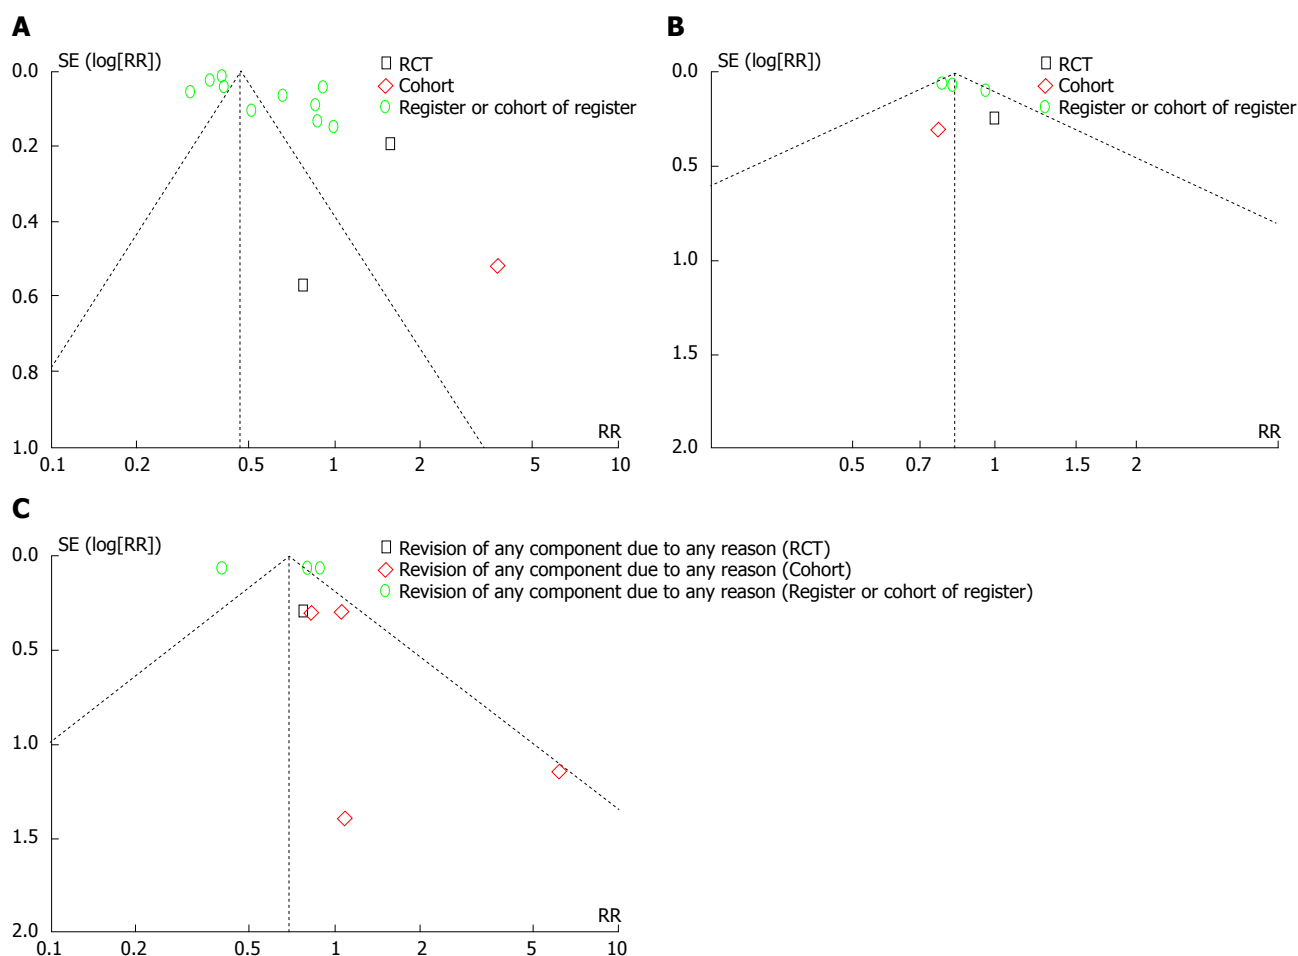 A
SE (log[RR])
RCT
Cohort
Register or cohort of register
0.0
0.2
0.4
0.6
0.8
1.0
RR
0.1 0.2 0.5 1 2 5 10
B
SE (log[RR])
RCT
Cohort
Register or cohort of register
0.0
0.5
1.0
1.5
2.0
RR
0.5 0.7 1 1.5 2
C
SE (log[RR])
Revision of any component due to any reason (RCT)
Revision of any component due to any reason (Cohort)
Revision of any component due to any reason (Register or cohort of register)
0.0
0.5
1.0
1.5
2.0
RR
0.1 0.2 0.5 1 2 5 10